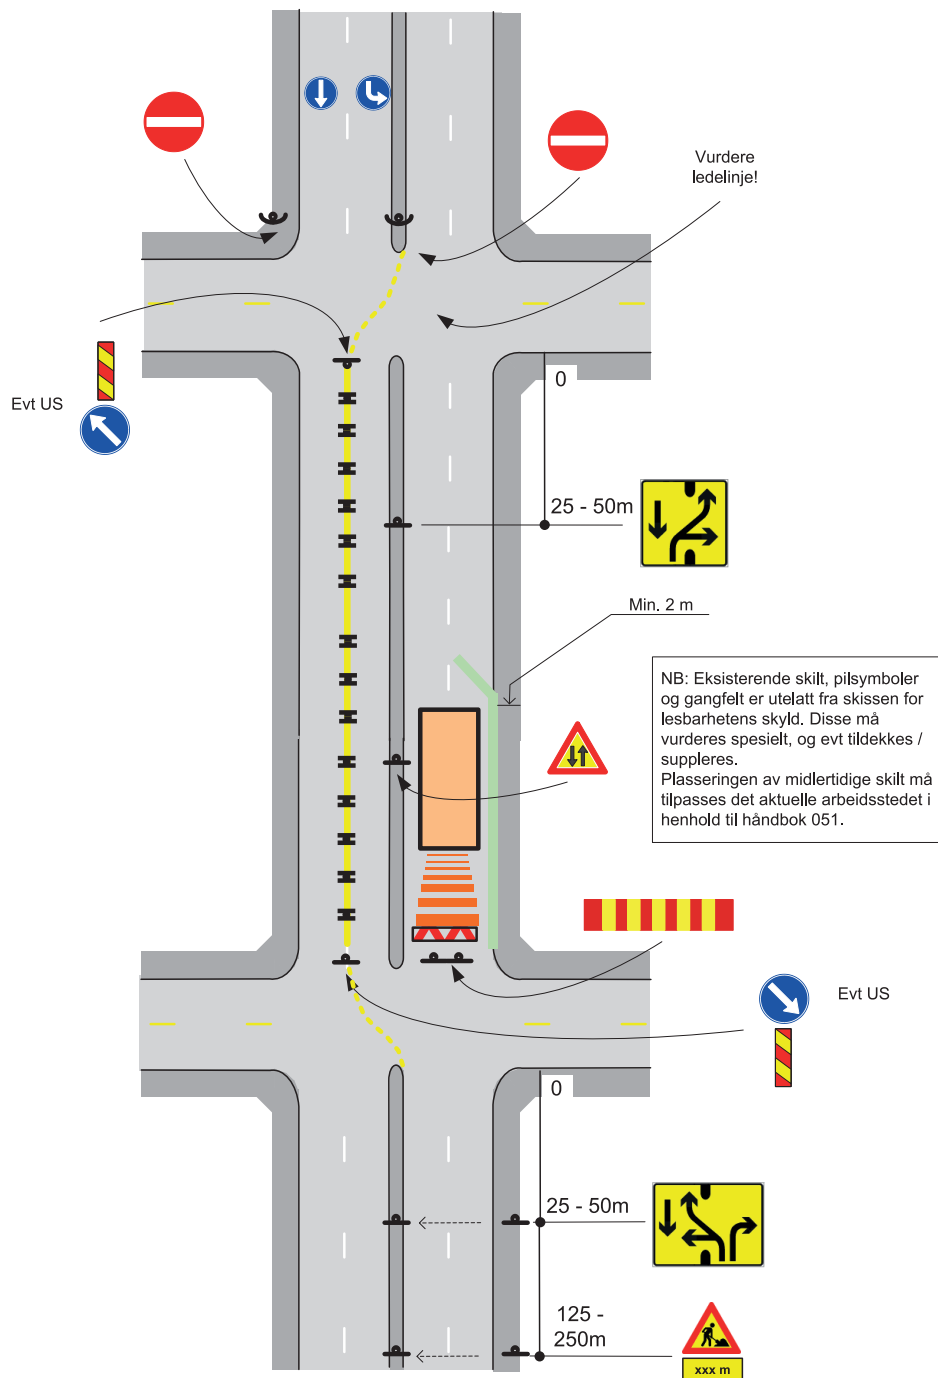 Vurdere
ledelinje!
Evt US
0
25 - 50m
Min. 2 m
NB: Eksisterende skilt, pilsymboler
og gangfelt er utelatt fra skissen for
lesbarhetens skyld. Disse må
vurderes spesielt, og evt tildekkes /
suppleres.
Plasseringen av midlertidige skilt må
tilpasses det aktuelle arbeidsstedet i
henhold til håndbok 051.
Evt US
0
25 - 50m
125 -
250m
xxx m